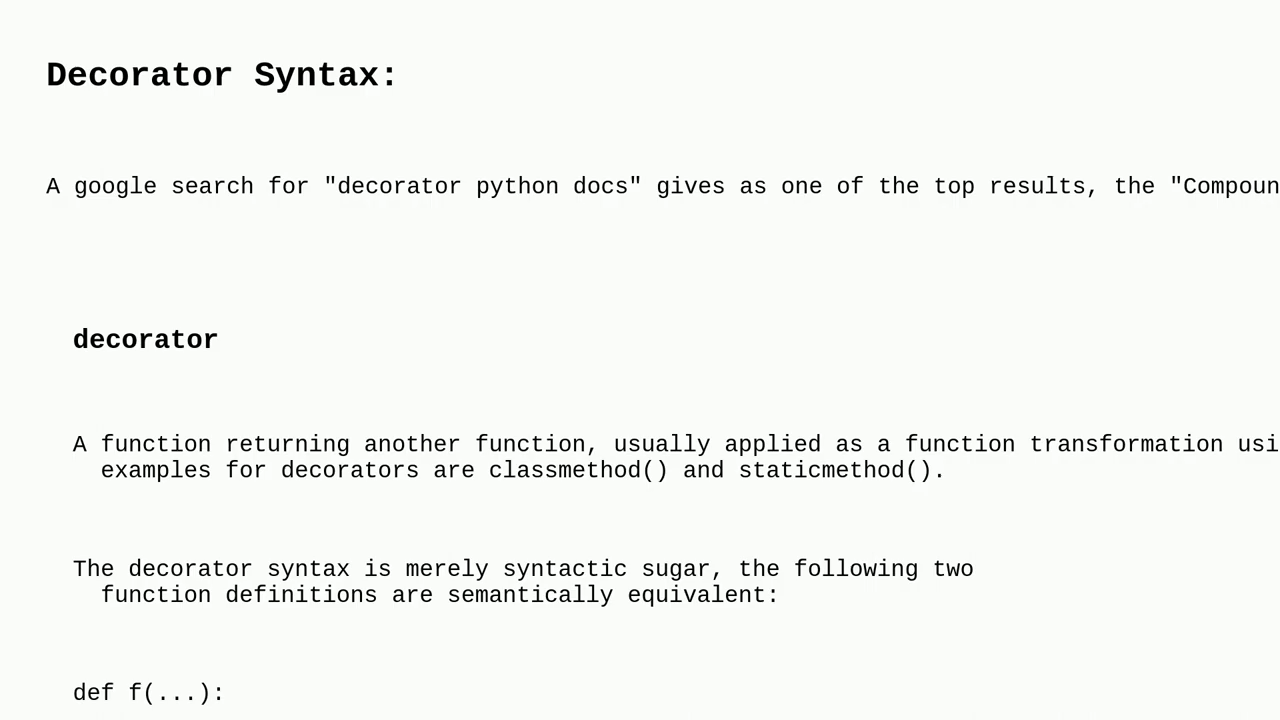 Decorator Syntax:
A google search for "decorator python docs" gives as one of the top results, the "Compoun
decorator
A function returning another function, usually applied as a function transformation usi
examples for decorators are classmethod() and staticmethod().
The decorator syntax is merely syntactic sugar, the following two
function definitions are semantically equivalent:
def f(...):